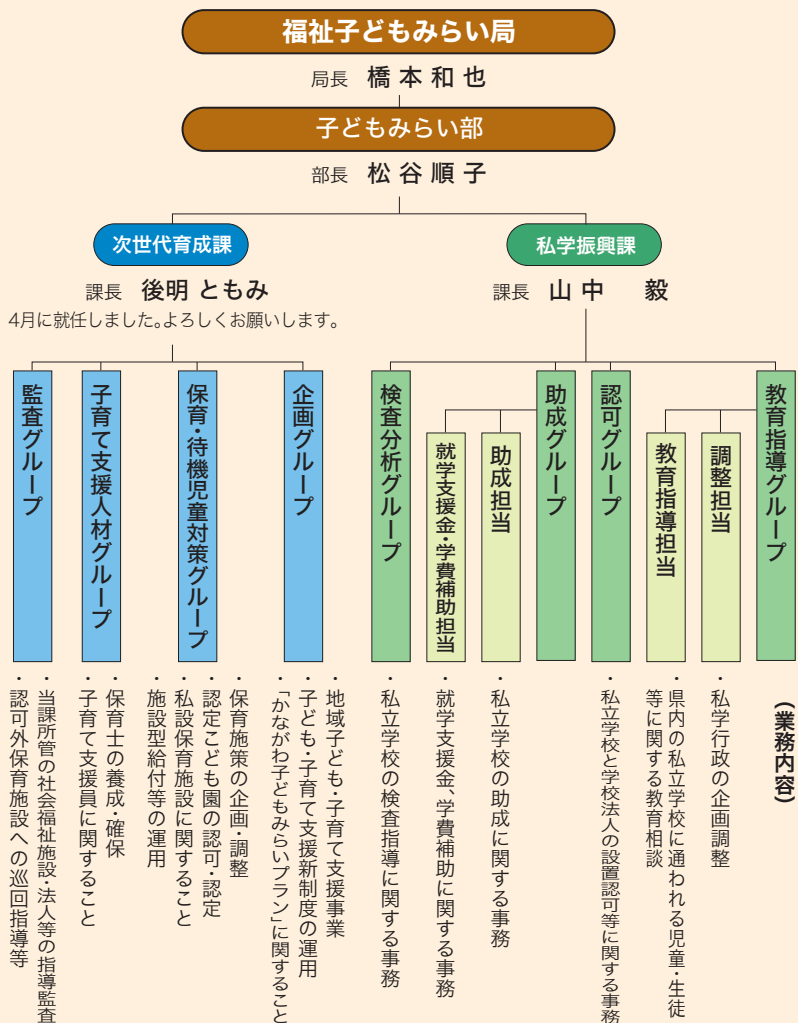 福祉子どもみらい局
局長 橋本和也
子どもみらい部
部長 松谷順子
次世代育成課
課長 後明 ともみ
4月に就任しました。よろしくお願いします。
私学振興課
課長 山中 毅
教育指導グループ
調整担当
教育指導担当
認可グループ
助成グループ
助成担当
就学支援金・学費補助担当
検査分析グループ
企画グループ
保育・待機児童対策グループ
子育て支援人材グループ
監査グループ
(業務内容)
・私学行政の企画調整
・県内の私立学校に通われる児童・生徒
等に関する教育相談
・私立学校と学校法人の設置認可等に関する事務
・私立学校の助成に関する事務
・就学支援金、学費補助に関する事務
・私立学校の検査指導に関する事務
・地域子ども・子育て支援事業
・子ども・子育て支援新制度の運用
・「かながわ子どもみらいプラン」に関すること
・保育施策の企画・調整
・認定こども園の認可・認定
・私設保育施設に関すること
・施設型給付等の運用
・保育士の養成・確保
・子育て支援員に関すること
・当課所管の社会福祉施設・法人等の指導監査
・認可外保育施設への巡回指導等